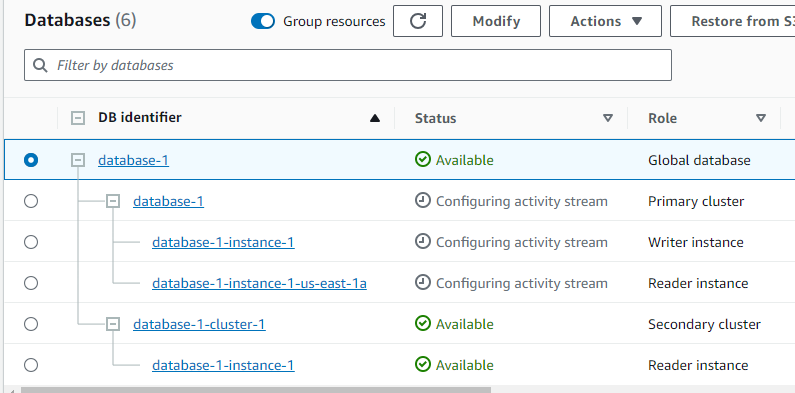 Databases (6) Group resources Modify Actions Restore from S3
Filter by databases
DB identifier Status Role
database-1 Available Global database
database-1 Configuring activity stream Primary cluster
database-1-instance-1 Configuring activity stream Writer instance
database-1-instance-1-us-east-1a Configuring activity stream Reader instance
database-1-cluster-1 Available Secondary cluster
database-1-instance-1 Available Reader instance